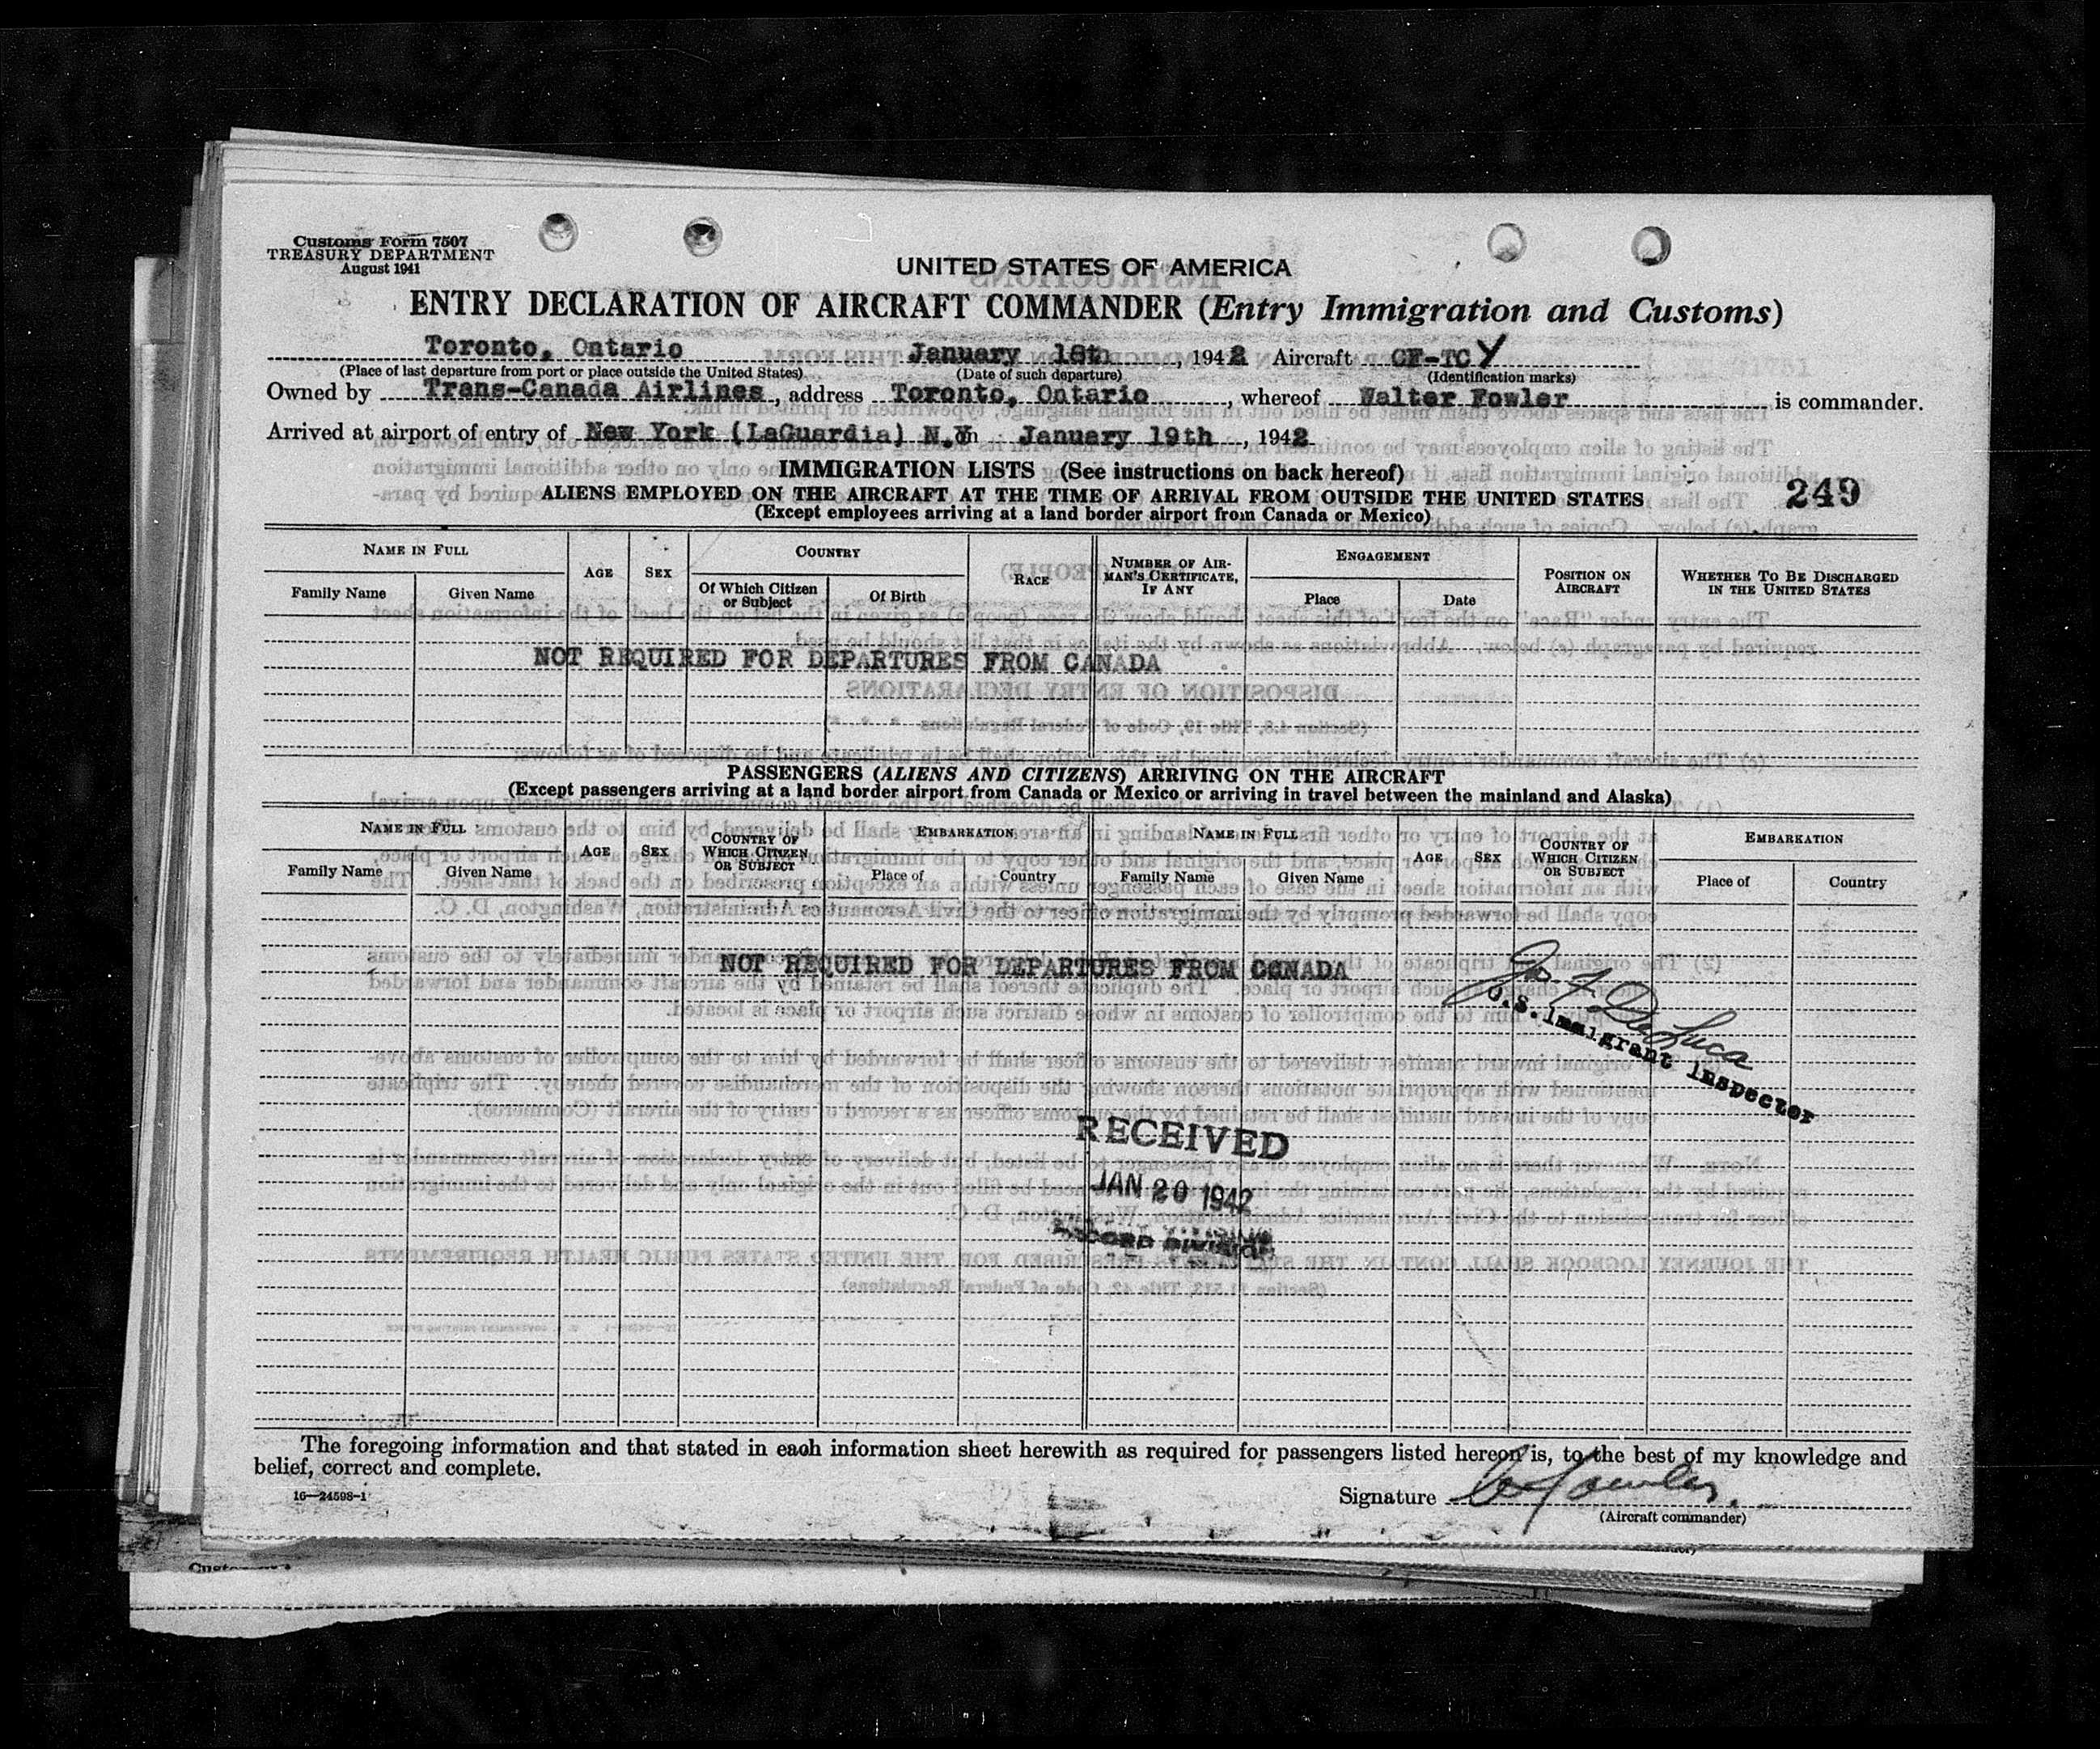 Customs Form 7507
TREASURY DEPARTMENT
August 1941
UNITED STATES OF AMERICA
ENTRY DECLARATION OF AIRCRAFT COMMANDER (Entry Immigration and Customs)
Toronto, Ontario January , 1942 Aircraft CF-TCY
(Place of last departure from port or place outside the United States) (Date of such departure) (Identification marks)
Owned by Trans-Canada Airlines, address Toronto, Ontario, whereof Walter Fowler is commander.
Arrived at airport of entry of New York (LaGuardia) N.Y. on January 19th, 1942
IMMIGRATION LISTS (See instructions on back hereof)
ALIENS EMPLOYED ON THE AIRCRAFT AT THE TIME OF ARRIVAL FROM OUTSIDE THE UNITED STATES
249
(Except employees arriving at a land border airport from Canada or Mexico)
NAME IN FULL AGE SEX COUNTRY RACE NUMBER OF AIRMAN'S CERTIFICATE, IF ANY ENGAGEMENT POSITION ON AIRCRAFT WHETHER TO BE DISCHARGED IN THE UNITED STATES
Family Name Given Name Of Which Citizen or Subject Of Birth Place Date
NOT REQUIRED FOR DEPARTURES FROM CANADA
PASSENGERS (ALIENS AND CITIZENS) ARRIVING ON THE AIRCRAFT
(Except passengers arriving at a land border airport from Canada or Mexico or arriving in travel between the mainland and Alaska)
NAME IN FULL AGE SEX COUNTRY OF WHICH CITIZEN OR SUBJECT EMBARKATION NAME IN FULL AGE SEX COUNTRY OF WHICH CITIZEN OR SUBJECT EMBARKATION
Family Name Given Name Place of Country Family Name Given Name Place of Country
NOT REQUIRED FOR DEPARTURES FROM CANADA
Jos. F. DeLuca
U.S. Immigrant Inspector
RECEIVED
JAN 20 1942
RECORD DIVISION
The foregoing information and that stated in each information sheet herewith as required for passengers listed hereon is, to the best of my knowledge and
belief, correct and complete.
16—24598-1
Signature W Fowler.
(Aircraft commander)